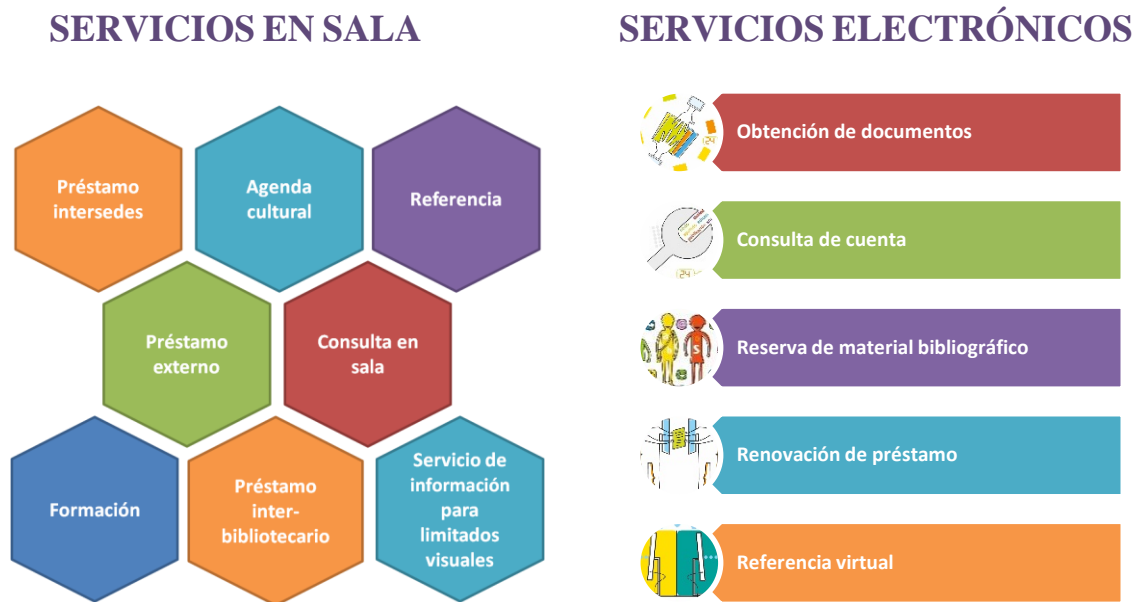 SERVICIOS EN SALA
Préstamo
intersedes
Agenda
cultural
Referencia
Préstamo
externo
Consulta en
sala
Formación
Préstamo
inter-
bibliotecario
Servicio de
información
para
limitados
visuales
SERVICIOS ELECTRÓNICOS
Obtención de documentos
24
Consulta de cuenta
24
Reserva de material bibliográfico
S
Renovación de préstamo
Referencia virtual